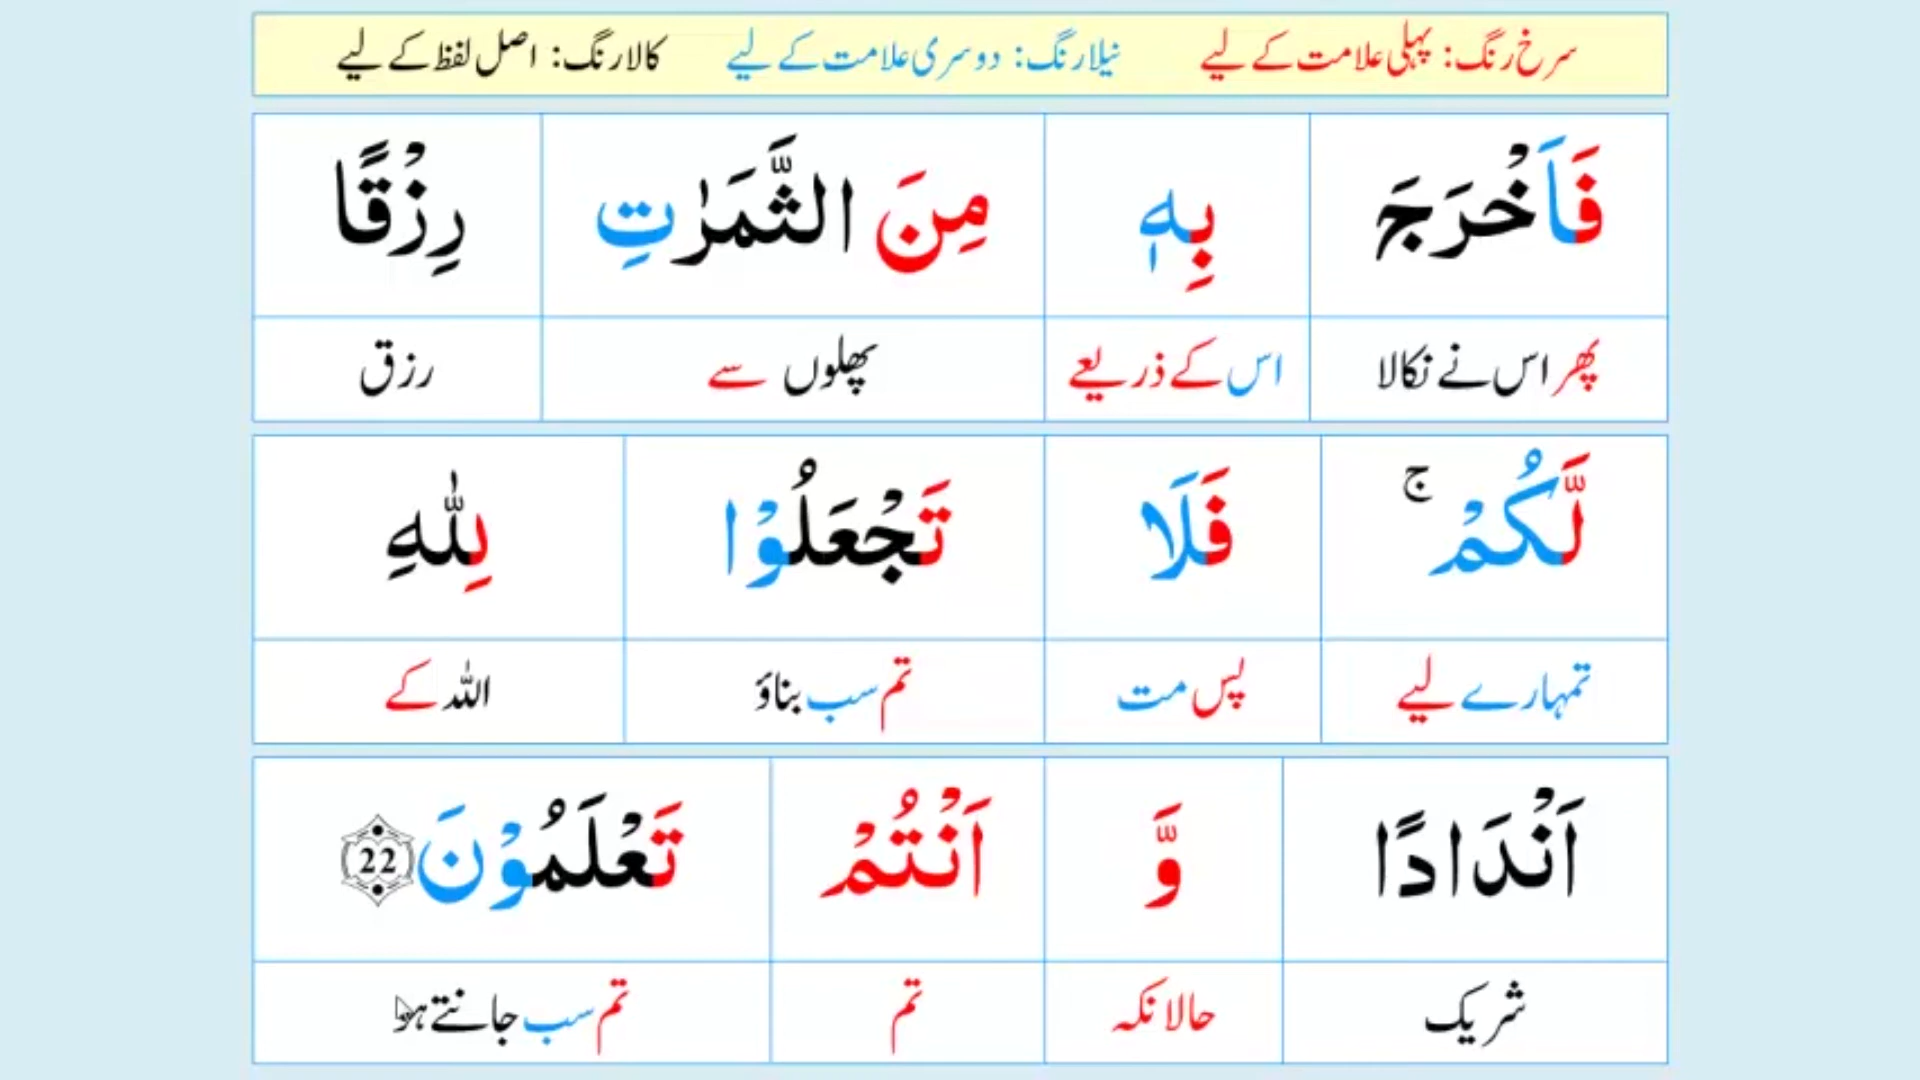 سرخ رنگ: پہلی علامت کے لیے نیلا رنگ: دوسری علامت کے لیے کالا رنگ: اصل لفظ کے لیے
فَاَخْرَجَ بِهٖ مِنَ الثَّمَرٰتِ رِزْقًا
پھر اس نے نکالا اس کے ذریعے پھلوں سے رزق
لَّكُمْ ۚ فَلَا تَجْعَلُوْا لِلّٰهِ
تمہارے لیے پس مت تم سب بناؤ اللہ کے
اَنْدَادًا وَّ اَنْتُمْ تَعْلَمُوْنَ 22
شریک حالانکہ تم تم سب جانتے ہو